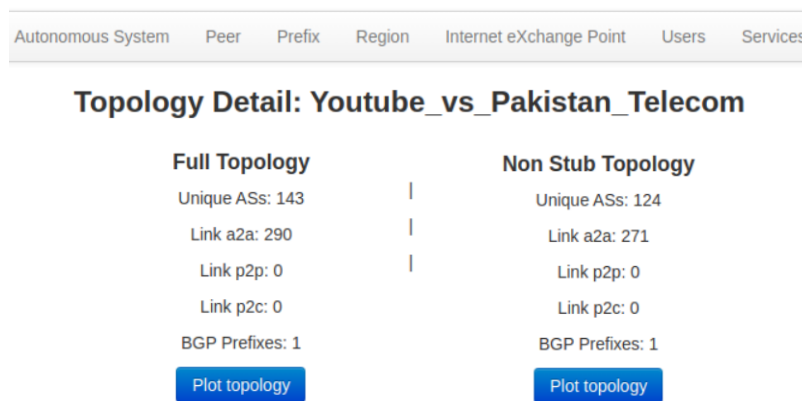 Autonomous System Peer Prefix Region Internet eXchange Point Users Services
Topology Detail: Youtube_vs_Pakistan_Telecom
Full Topology
Unique ASs: 143
Link a2a: 290
Link p2p: 0
Link p2c: 0
BGP Prefixes: 1
Plot topology
|
|
|
Non Stub Topology
Unique ASs: 124
Link a2a: 271
Link p2p: 0
Link p2c: 0
BGP Prefixes: 1
Plot topology